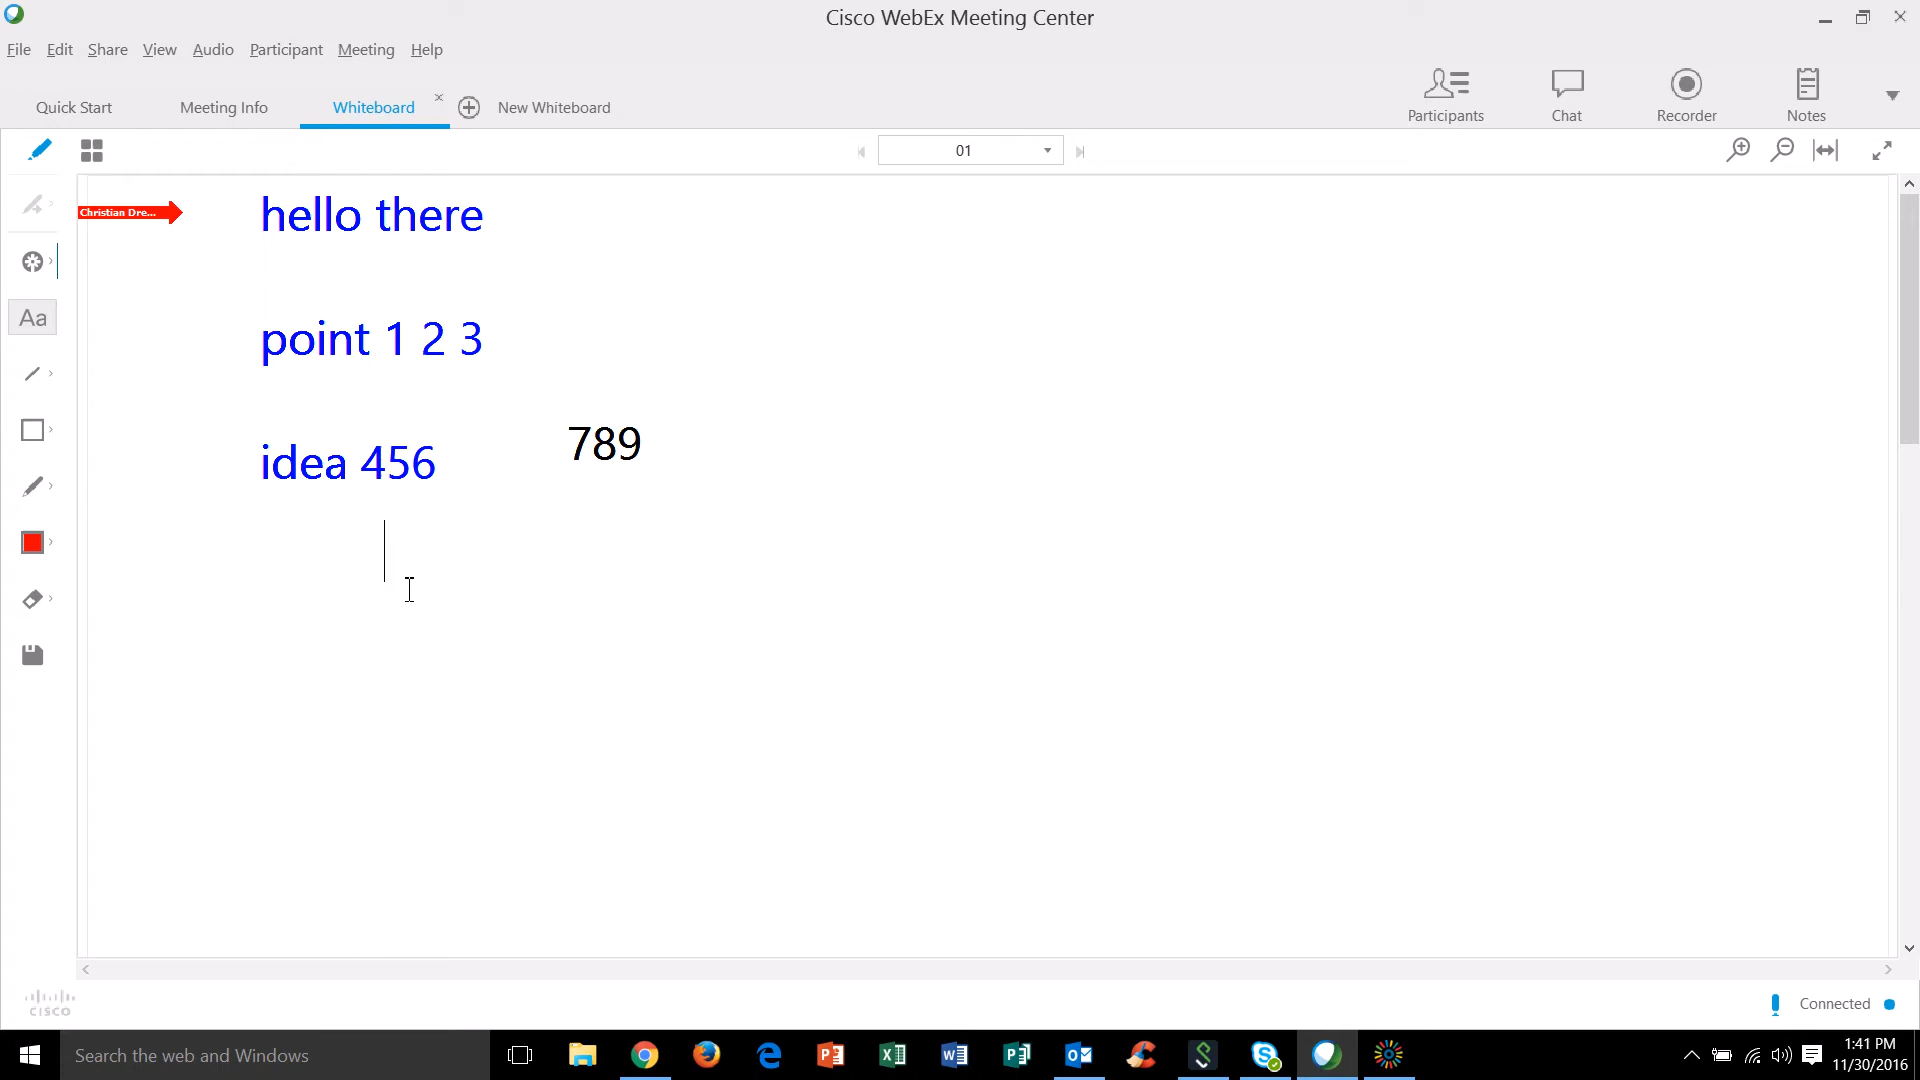 Cisco WebEx Meeting Center
File Edit Share View Audio Participant Meeting Help
Quick Start Meeting Info Whiteboard New Whiteboard
Participants Chat Recorder Notes
01
Christian Dre...
hello there
Aa
point 1 2 3
789
idea 456
CISCO
Connected
Search the web and Windows
1:41 PM
11/30/2016